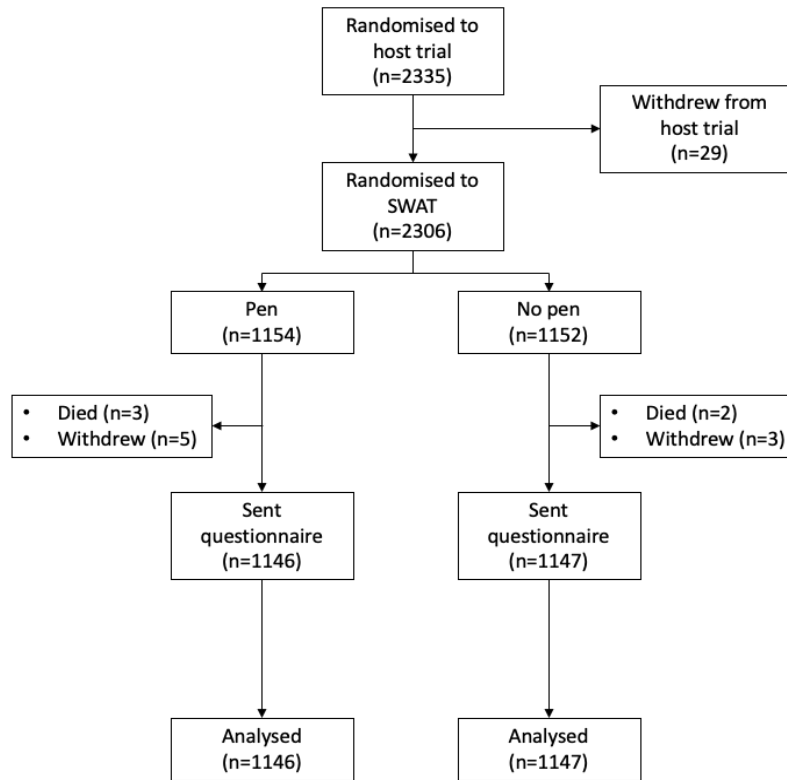 Randomised to
host trial
(n=2335)
Withdrew from
host trial
(n=29)
Randomised to
SWAT
(n=2306)
Pen
(n=1154)
No pen
(n=1152)
• Died (n=3)
• Withdrew (n=5)
• Died (n=2)
• Withdrew (n=3)
Sent
questionnaire
(n=1146)
Sent
questionnaire
(n=1147)
Analysed
(n=1146)
Analysed
(n=1147)